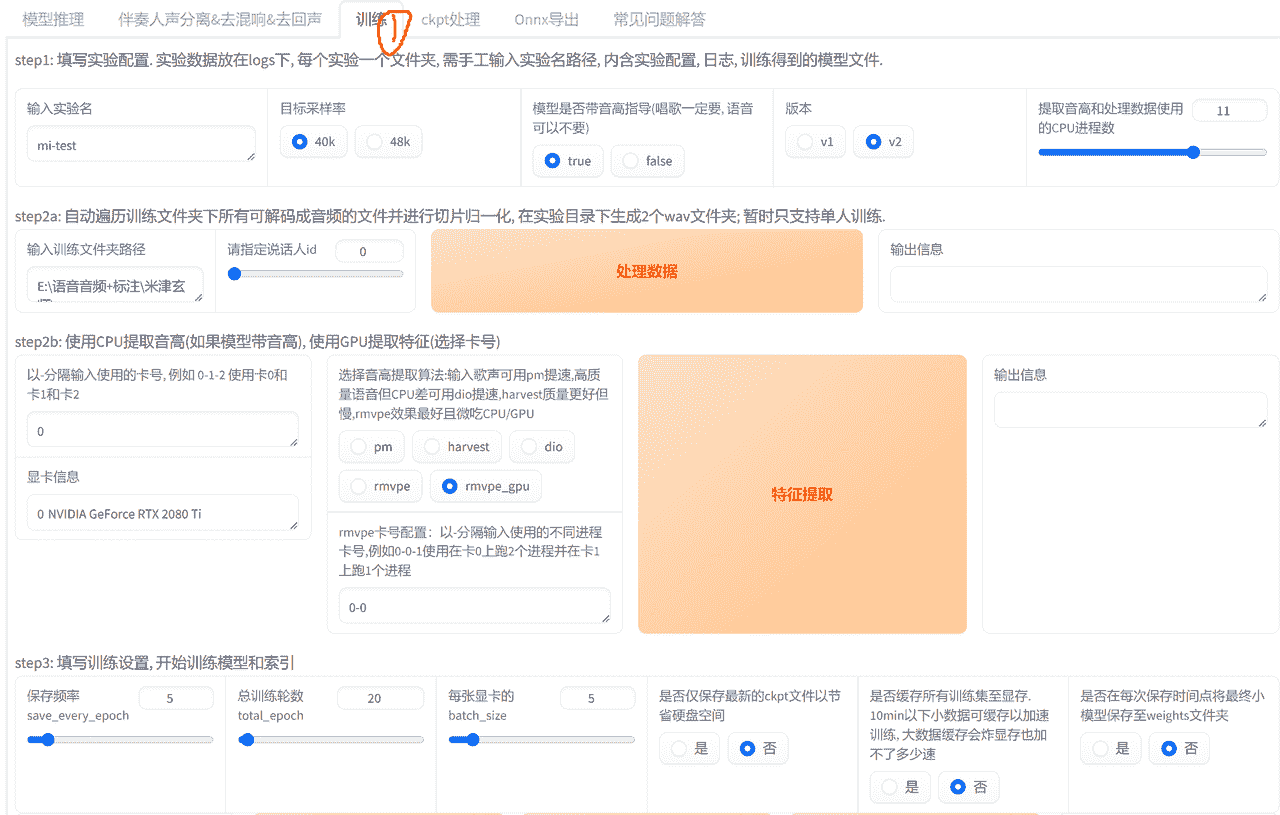 模型推理 伴奏人声分离&去混响&去回声 训练 ckpt处理 Onnx导出 常见问题解答
1
step1: 填写实验配置. 实验数据放在logs下, 每个实验一个文件夹, 需手工输入实验名路径, 内含实验配置, 日志, 训练得到的模型文件.
输入实验名
mi-test
目标采样率
40k 48k
模型是否带音高指导(唱歌一定要, 语音
可以不要)
true false
版本
v1 v2
提取音高和处理数据使用
的CPU进程数
11
step2a: 自动遍历训练文件夹下所有可解码成音频的文件并进行切片归一化, 在实验目录下生成2个wav文件夹; 暂时只支持单人训练.
输入训练文件夹路径
E:\语音音频+标注\米津玄
请指定说话人id
0
处理数据
输出信息
step2b: 使用CPU提取音高(如果模型带音高), 使用GPU提取特征(选择卡号)
以-分隔输入使用的卡号, 例如 0-1-2 使用卡0和
卡1和卡2
0
显卡信息
0 NVIDIA GeForce RTX 2080 Ti
选择音高提取算法:输入歌声可用pm提速,高质
量语音但CPU差可用dio提速,harvest质量更好但
慢,rmvpe效果最好且微吃CPU/GPU
pm harvest dio
rmvpe rmvpe_gpu
rmvpe卡号配置：以-分隔输入使用的不同进程
卡号,例如0-0-1使用在卡0上跑2个进程并在卡1
上跑1个进程
0-0
特征提取
输出信息
step3: 填写训练设置, 开始训练模型和索引
保存频率
save_every_epoch
5
总训练轮数
total_epoch
20
每张显卡的
batch_size
5
是否仅保存最新的ckpt文件以节
省硬盘空间
是 否
是否缓存所有训练集至显存.
10min以下小数据可缓存以加速
训练, 大数据缓存会炸显存也加
不了多少速
是 否
是否在每次保存时间点将最终小
模型保存至weights文件夹
是 否